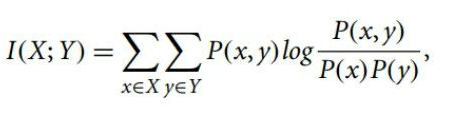 I(X; Y) = ∑∑P(x, y)log P(x, y) / P(x)P(y),
x∈X y∈Y